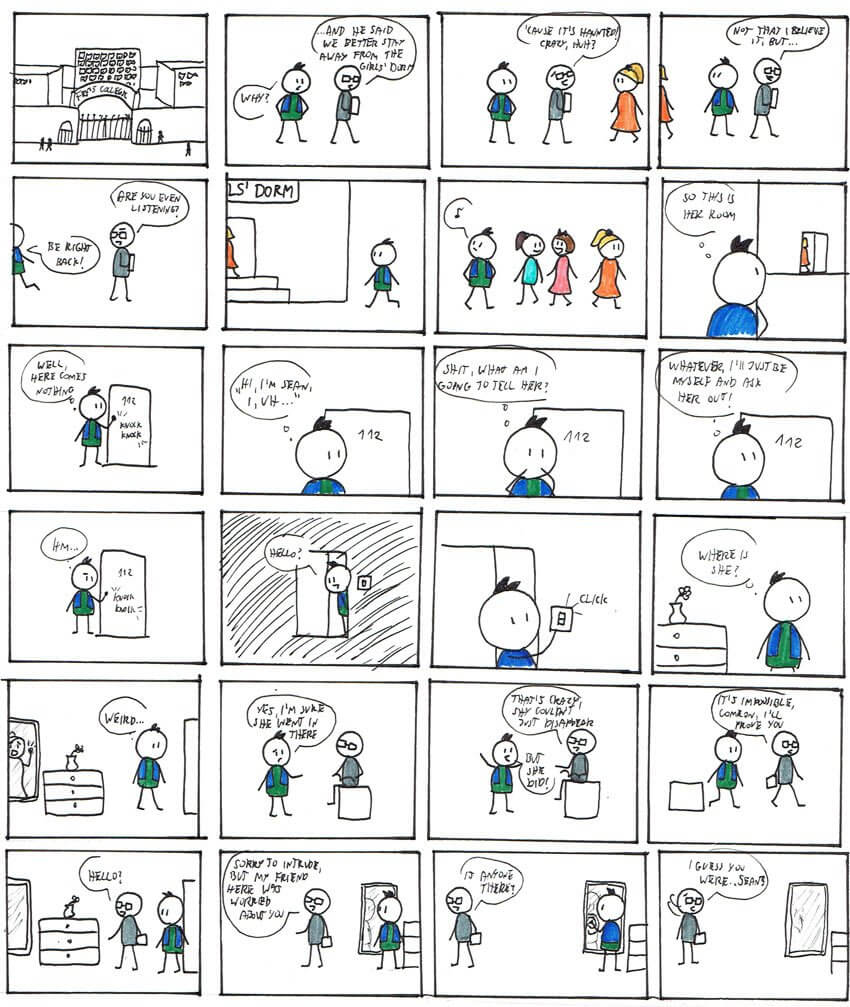 FRATS COLLEGE
...AND HE SAID
WE BETTER STAY
AWAY FROM THE
GIRLS' DORM
WHY?
'CAUSE IT'S HAUNTED!
CRAZY, HUH?
NOT THAT I BELIEVE
IT, BUT...
ARE YOU EVEN
LISTENING?
BE RIGHT
BACK!
LS' DORM
SO THIS IS
HER ROOM
WELL,
HERE COMES
NOTHING
112
KNOCK
KNOCK
"HI, I'M SEAN,
I, UH..."
112
SHIT, WHAT AM I
GOING TO TELL HER?
112
WHATEVER, I'LL JUST BE
MYSELF AND ASK
HER OUT!
112
HM...
112
KNOCK
KNOCK
HELLO?
CLICK
WHERE IS
SHE?
WEIRD...
YES, I'M SURE
SHE WENT IN
THERE
THAT'S CRAZY,
SHY COULDN'T
JUST DISAPPEAR
BUT
SHE
DID!
IT'S IMPOSSIBLE,
COME ON, I'LL
PROVE YOU
HELLO?
SORRY TO INTRUDE,
BUT MY FRIEND
HERE WAS
WORRIED
ABOUT YOU
IS ANYONE
THERE?
I GUESS YOU
WERE... SEAN?